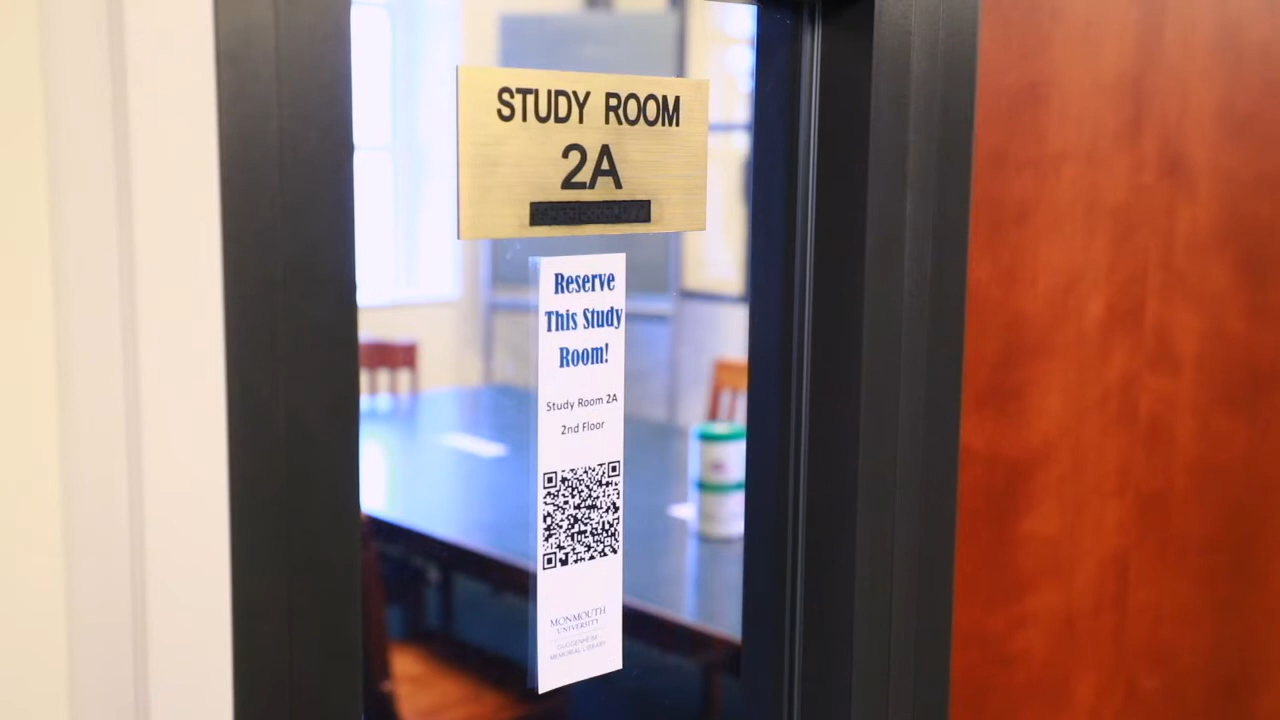 STUDY ROOM
2A
Reserve
This Study
Room!
Study Room 2A
2nd Floor
MONMOUTH
UNIVERSITY
GUGGENHEIM
MEMORIAL LIBRARY